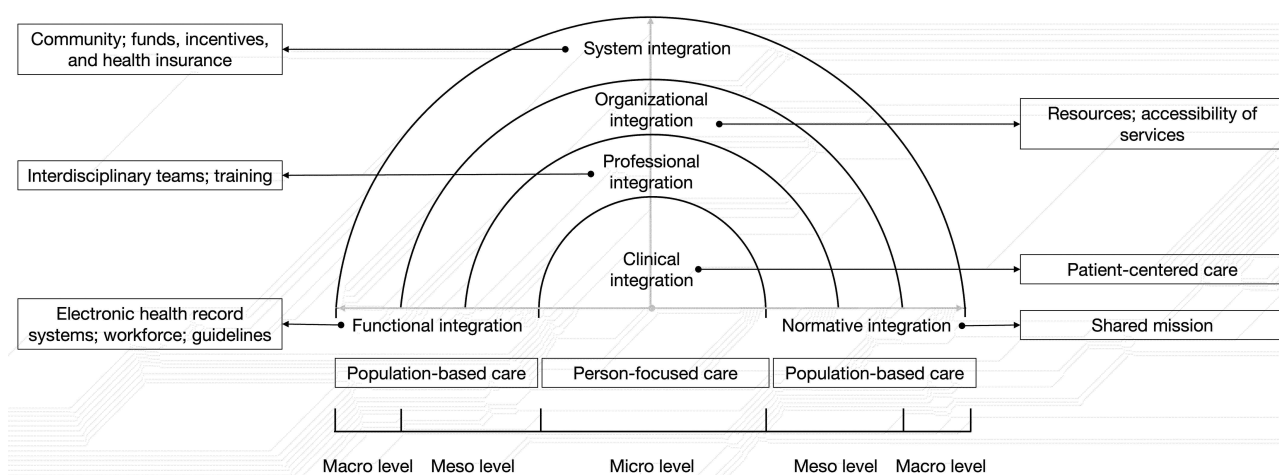 Community; funds, incentives,
and health insurance
System integration
Organizational
integration
Resources; accessibility of
services
Professional
integration
Interdisciplinary teams; training
Clinical
integration
Patient-centered care
Electronic health record
systems; workforce; guidelines
Functional integration
Normative integration
Shared mission
Population-based care
Person-focused care
Population-based care
Macro level
Meso level
Micro level
Meso level
Macro level